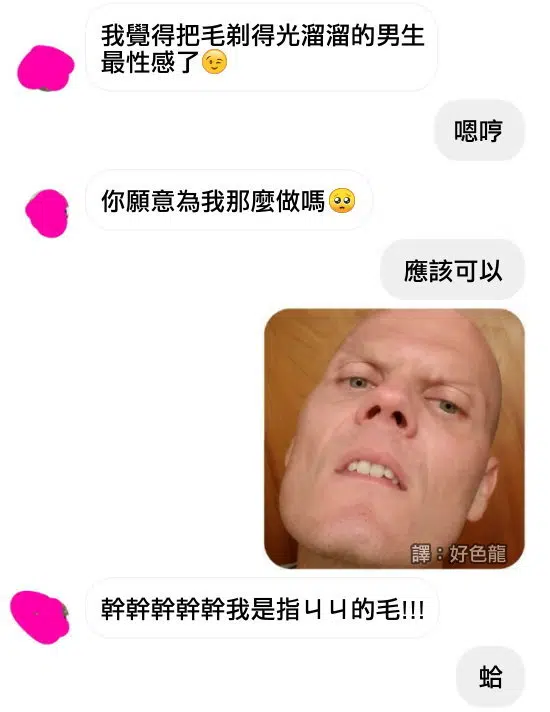 我覺得把毛剃得光溜溜的男生
最性感了😉
嗯哼
你願意為我那麼做嗎🥺
應該可以
譯：好色龍
幹幹幹幹幹我是指ㄐㄐ的毛!!!
蛤